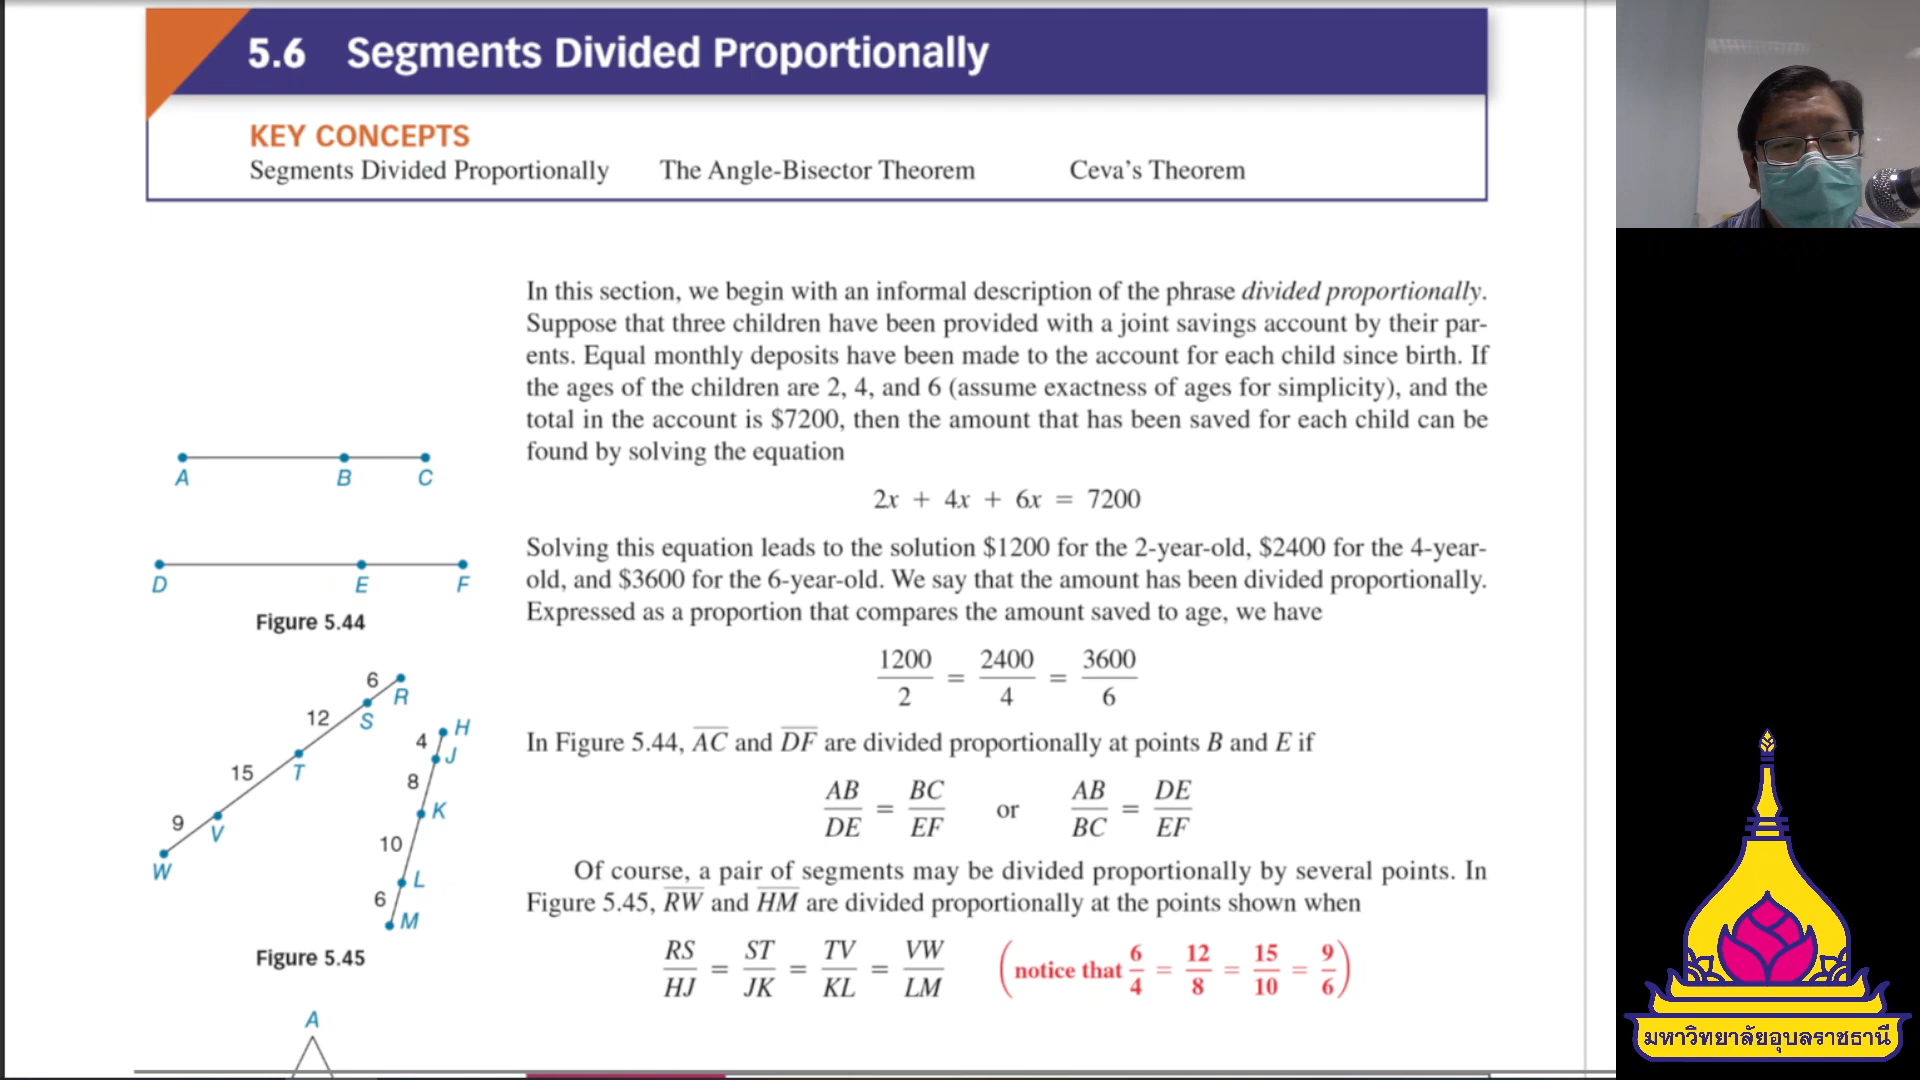 5.6 Segments Divided Proportionally
KEY CONCEPTS
Segments Divided Proportionally The Angle-Bisector Theorem Ceva's Theorem
In this section, we begin with an informal description of the phrase divided proportionally.
Suppose that three children have been provided with a joint savings account by their par-
ents. Equal monthly deposits have been made to the account for each child since birth. If
the ages of the children are 2, 4, and 6 (assume exactness of ages for simplicity), and the
total in the account is $7200, then the amount that has been saved for each child can be
found by solving the equation
2x + 4x + 6x = 7200
Solving this equation leads to the solution $1200 for the 2-year-old, $2400 for the 4-year-
old, and $3600 for the 6-year-old. We say that the amount has been divided proportionally.
Expressed as a proportion that compares the amount saved to age, we have
1200/2 = 2400/4 = 3600/6
In Figure 5.44, AC and DF are divided proportionally at points B and E if
AB/DE = BC/EF or AB/BC = DE/EF
Of course, a pair of segments may be divided proportionally by several points. In
Figure 5.45, RW and HM are divided proportionally at the points shown when
RS/HJ = ST/JK = TV/KL = VW/LM (notice that 6/4 = 12/8 = 15/10 = 9/6)
A B C
D E F
Figure 5.44
6 R
12 S
15 T
9 V
W
H
4 J
8 K
10 L
6 M
Figure 5.45
A
มหาวิทยาลัยอุบลราชธานี